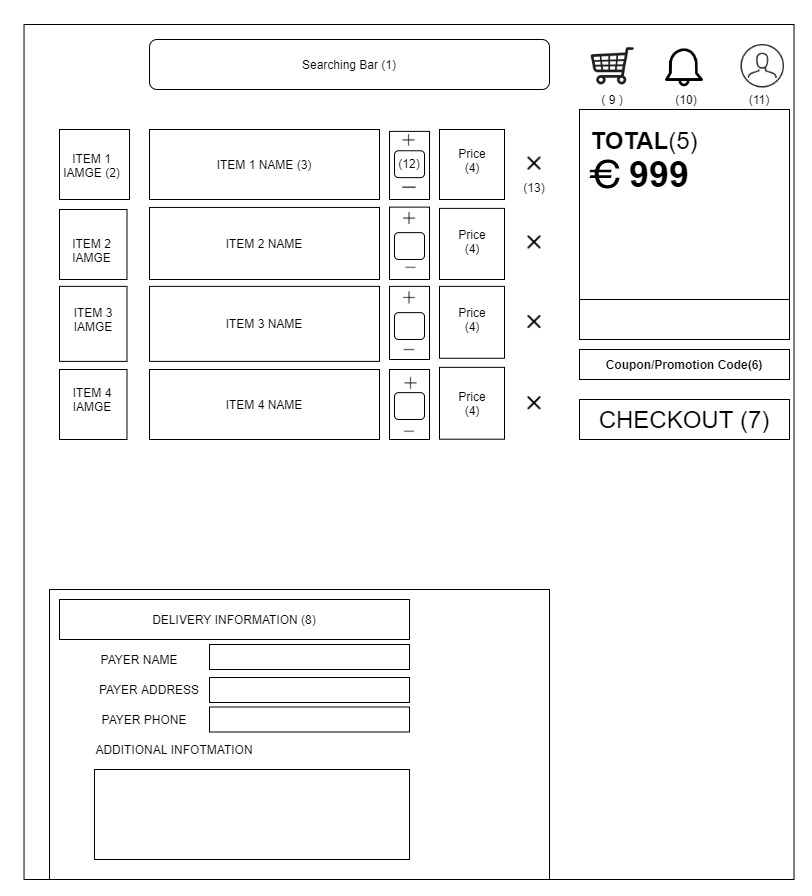 Searching Bar (1)
( 9 )
(10)
(11)
ITEM 1
IAMGE (2)
ITEM 1 NAME (3)
+
(12)
−
Price
(4)
×
(13)
TOTAL(5)
€ 999
ITEM 2
IAMGE
ITEM 2 NAME
+
−
Price
(4)
×
ITEM 3
IAMGE
ITEM 3 NAME
+
−
Price
(4)
×
Coupon/Promotion Code(6)
ITEM 4
IAMGE
ITEM 4 NAME
+
−
Price
(4)
×
CHECKOUT (7)
DELIVERY INFORMATION (8)
PAYER NAME
PAYER ADDRESS
PAYER PHONE
ADDITIONAL INFOTMATION